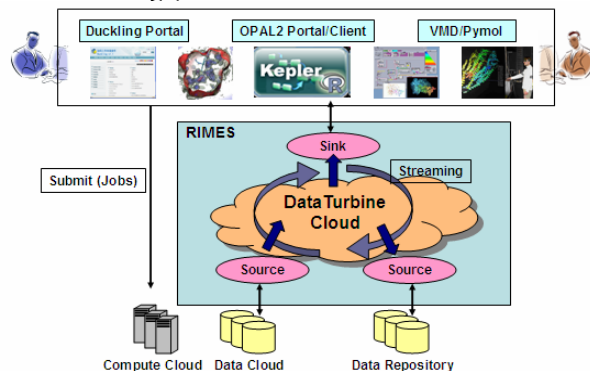 Duckling Portal
OPAL2 Portal/Client
VMD/Pymol
Kepler
R
RIMES
Sink
Streaming
Submit (Jobs)
DataTurbine
Cloud
Source
Source
Compute Cloud
Data Cloud
Data Repository